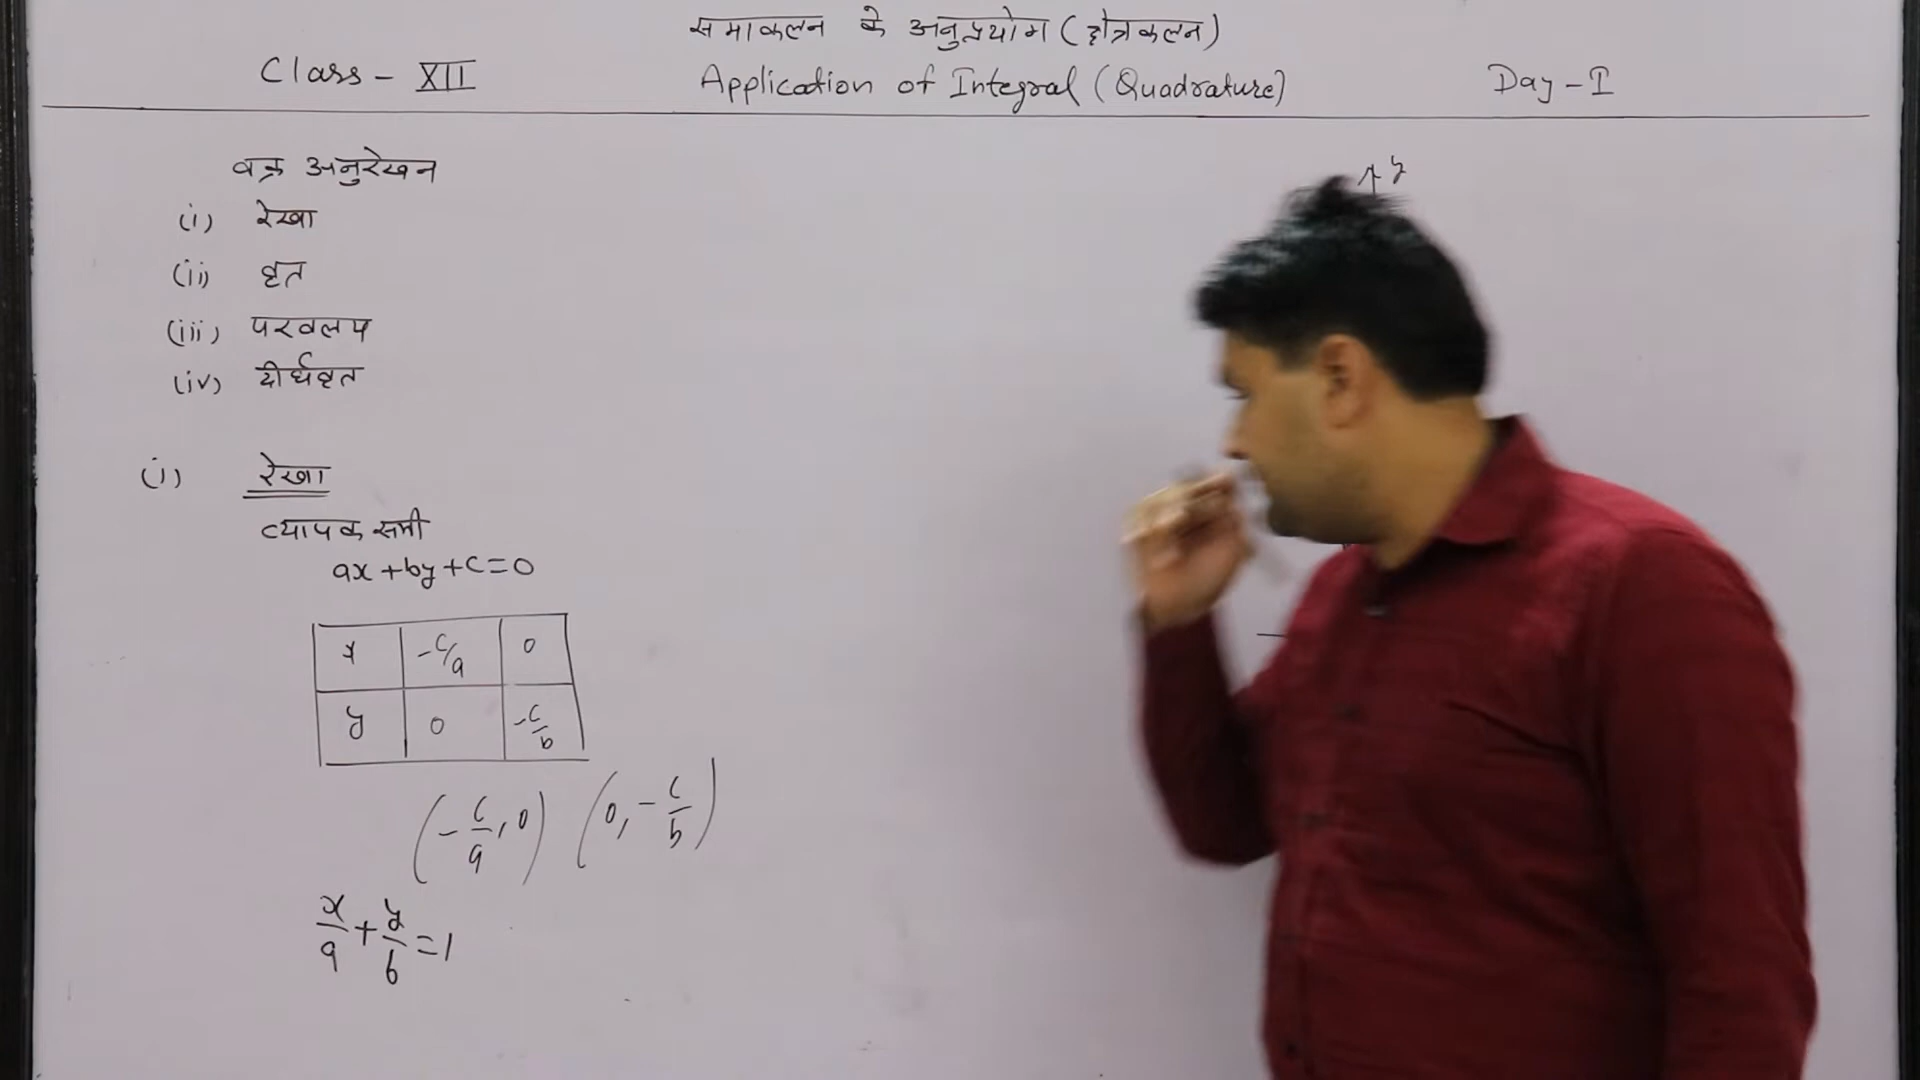 समाकलन के अनुप्रयोग (क्षेत्रकलन)
Class - XII Application of Integral (Quadrature) Day - I
वक्र अनुरेखन
(i) रेखा
(ii) वृत
(iii) परवलय
(iv) दीर्घवृत
(i) रेखा
व्यापक समी
ax + by + c = 0
x | -c/a | 0
y | 0 | -c/b
(-c/a, 0) (0, -c/b)
x/a + y/b = 1
y